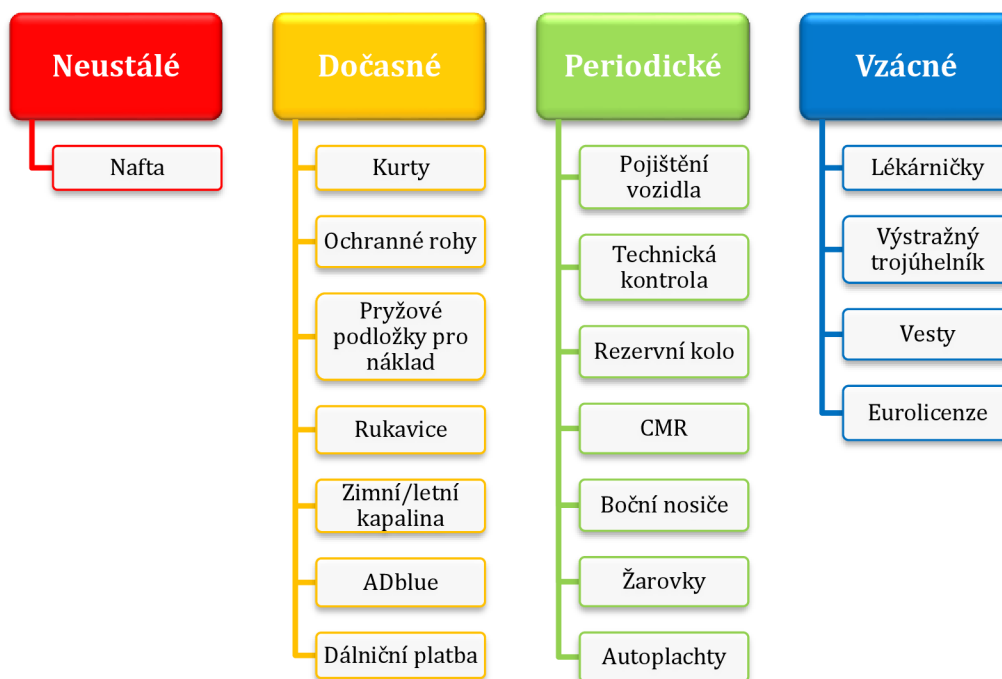 Neustálé
Nafta
Dočasné
Kurty
Ochranné rohy
Pryžové
podložky pro
náklad
Rukavice
Zimní/letní
kapalina
ADblue
Dálniční platba
Periodické
Pojištění
vozidla
Technická
kontrola
Rezervní kolo
CMR
Boční nosiče
Žarovky
Autoplachty
Vzácné
Lékárničky
Výstražný
trojúhelník
Vesty
Eurolicenze